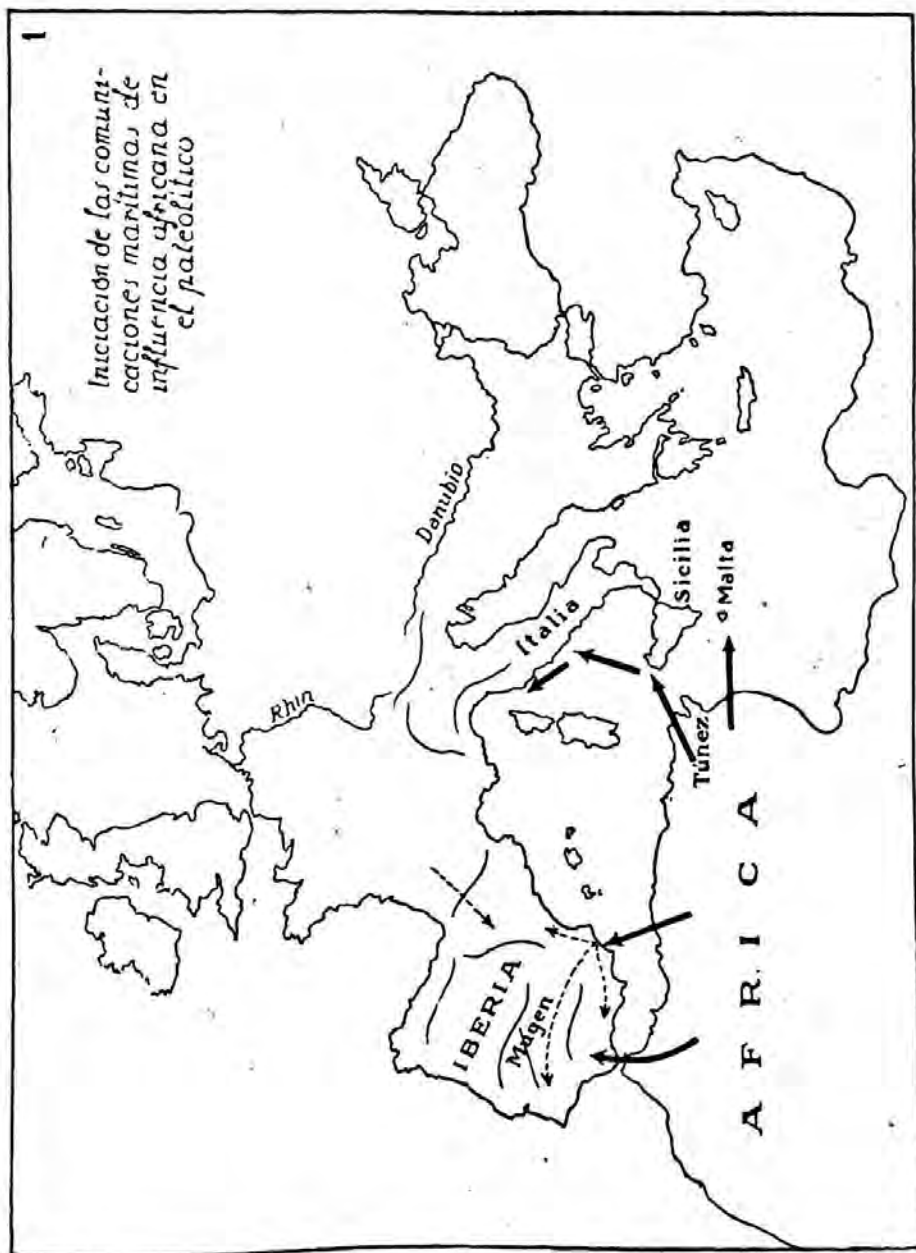 1
Iniciación de las comuni-
caciones marítimas de
influencia africana en
el paleolítico
Rhin
Danubio
Italia
Sicilia
Malta
Túnez
IBERIA
Mágen
AFRICA